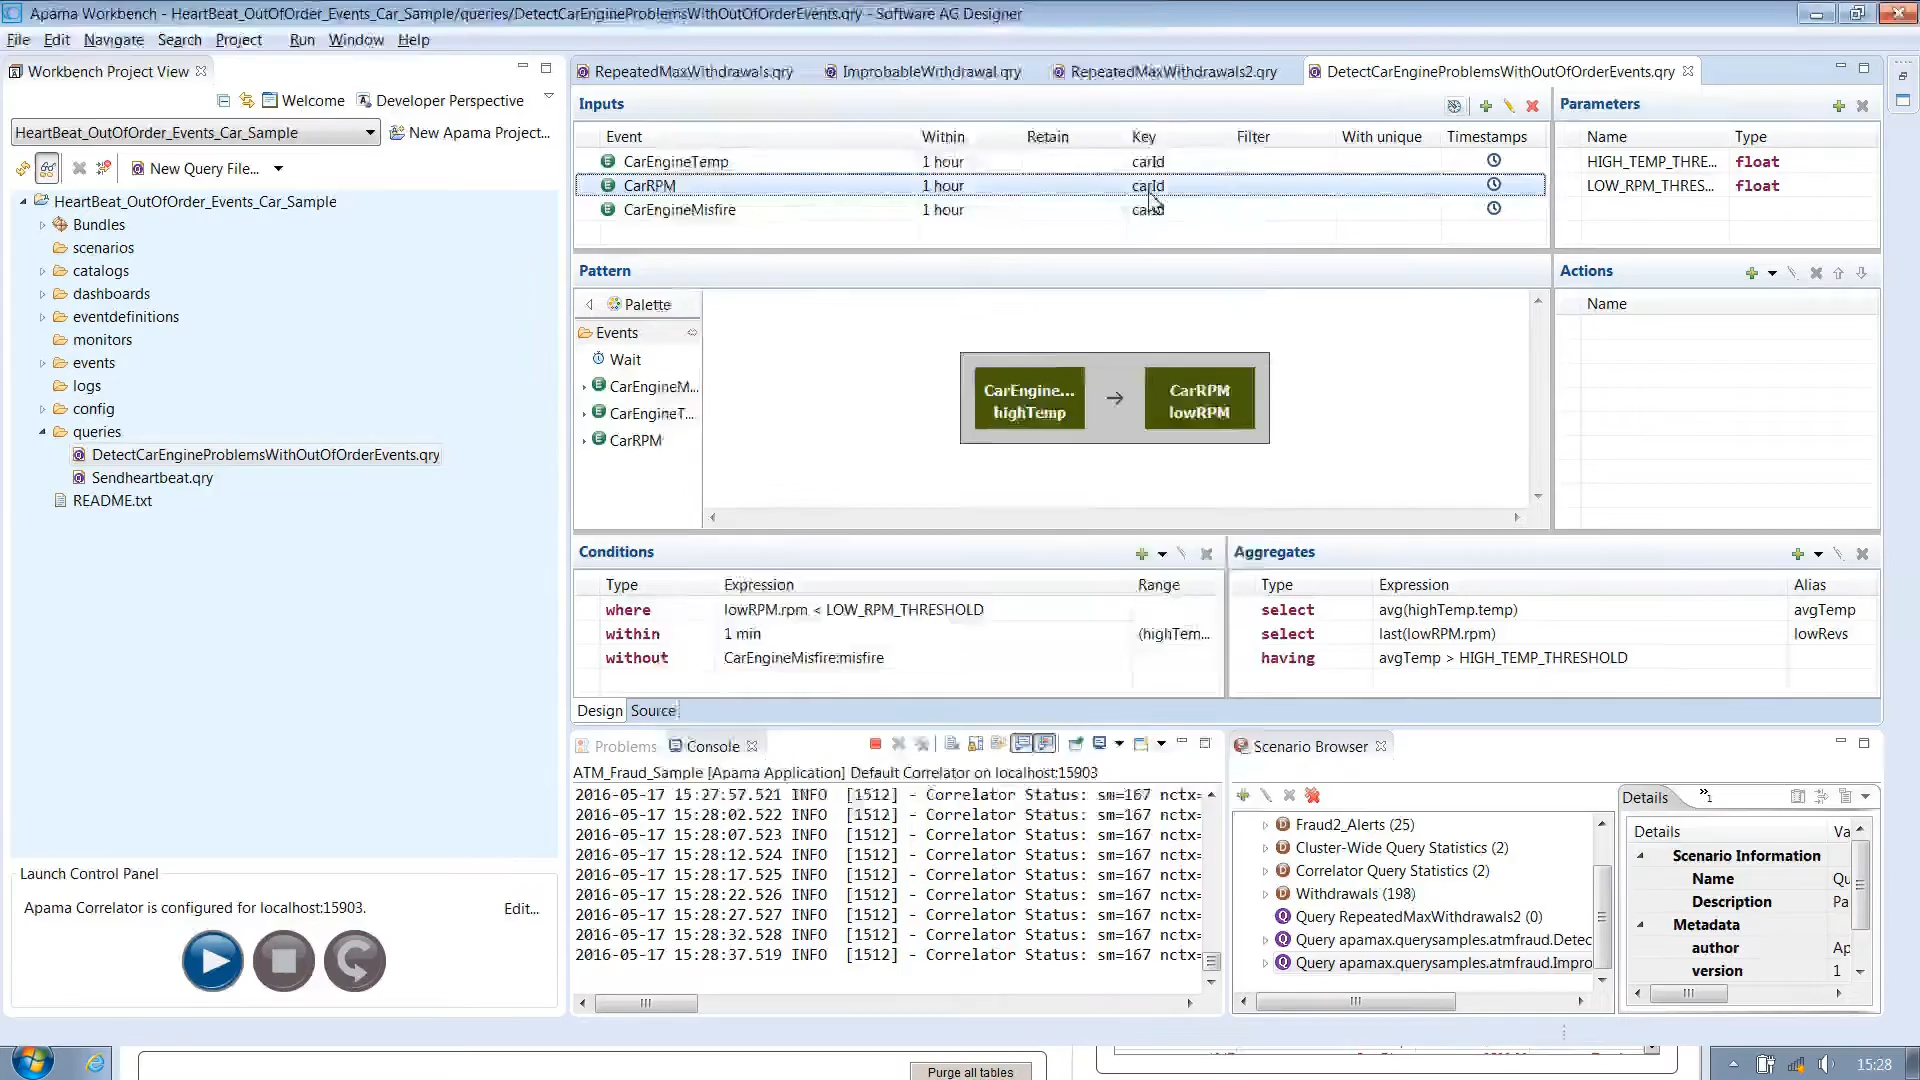 Apama Workbench - HeartBeat_OutOfOrder_Events_Car_Sample/queries/DetectCarEngineProblemsWithOutOfOrderEvents.qry - Software AG Designer
File Edit Navigate Search Project Run Window Help
Workbench Project View
Welcome Developer Perspective
HeartBeat_OutOfOrder_Events_Car_Sample New Apama Project...
New Query File...
HeartBeat_OutOfOrder_Events_Car_Sample
Bundles
scenarios
catalogs
dashboards
eventdefinitions
monitors
events
logs
config
queries
DetectCarEngineProblemsWithOutOfOrderEvents.qry
Sendheartbeat.qry
README.txt
Launch Control Panel
Apama Correlator is configured for localhost:15903. Edit...
RepeatedMaxWithdrawals.qry ImprobableWithdrawal.qry RepeatedMaxWithdrawals2.qry DetectCarEngineProblemsWithOutOfOrderEvents.qry
Inputs
Event Within Retain Key Filter With unique Timestamps
CarEngineTemp 1 hour carId
CarRPM 1 hour carId
CarEngineMisfire 1 hour carId
Parameters
Name Type
HIGH_TEMP_THRE... float
LOW_RPM_THRES... float
Pattern
Palette
Events
Wait
CarEngineM...
CarEngineT...
CarRPM
CarEngine... → CarRPM
highTemp lowRPM
Actions
Name
Conditions
Type Expression Range
where lowRPM.rpm < LOW_RPM_THRESHOLD
within 1 min (highTem...
without CarEngineMisfire:misfire
Aggregates
Type Expression Alias
select avg(highTemp.temp) avgTemp
select last(lowRPM.rpm) lowRevs
having avgTemp > HIGH_TEMP_THRESHOLD
Design Source
Problems Console
ATM_Fraud_Sample [Apama Application] Default Correlator on localhost:15903
2016-05-17 15:27:57.521 INFO [1512] - Correlator Status: sm=167 nctx=
2016-05-17 15:28:02.522 INFO [1512] - Correlator Status: sm=167 nctx=
2016-05-17 15:28:07.523 INFO [1512] - Correlator Status: sm=167 nctx=
2016-05-17 15:28:12.524 INFO [1512] - Correlator Status: sm=167 nctx=
2016-05-17 15:28:17.525 INFO [1512] - Correlator Status: sm=167 nctx=
2016-05-17 15:28:22.526 INFO [1512] - Correlator Status: sm=167 nctx=
2016-05-17 15:28:27.527 INFO [1512] - Correlator Status: sm=167 nctx=
2016-05-17 15:28:32.528 INFO [1512] - Correlator Status: sm=167 nctx=
2016-05-17 15:28:37.519 INFO [1512] - Correlator Status: sm=167 nctx=
Scenario Browser
Fraud2_Alerts (25)
Cluster-Wide Query Statistics (2)
Correlator Query Statistics (2)
Withdrawals (198)
Query RepeatedMaxWithdrawals2 (0)
Query apamax.querysamples.atmfraud.Detec
Query apamax.querysamples.atmfraud.Impro
Details 1
Details Va
Scenario Information
Name Qu
Description Pa
Metadata
author Ap
version 1
Purge all tables
15:28